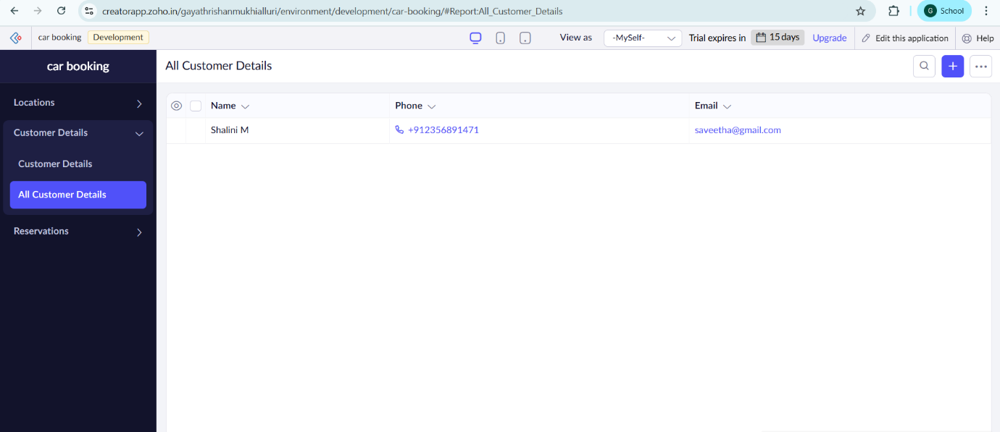 creatorapp.zoho.in/gayathrishanmukhialluri/environment/development/car-booking/#Report:All_Customer_Details
G School
car booking Development View as -MySelf- Trial expires in 15 days Upgrade Edit this application Help
car booking
All Customer Details
Locations
Customer Details
Customer Details
All Customer Details
Reservations
Name Phone Email
Shalini M +912356891471 saveetha@gmail.com